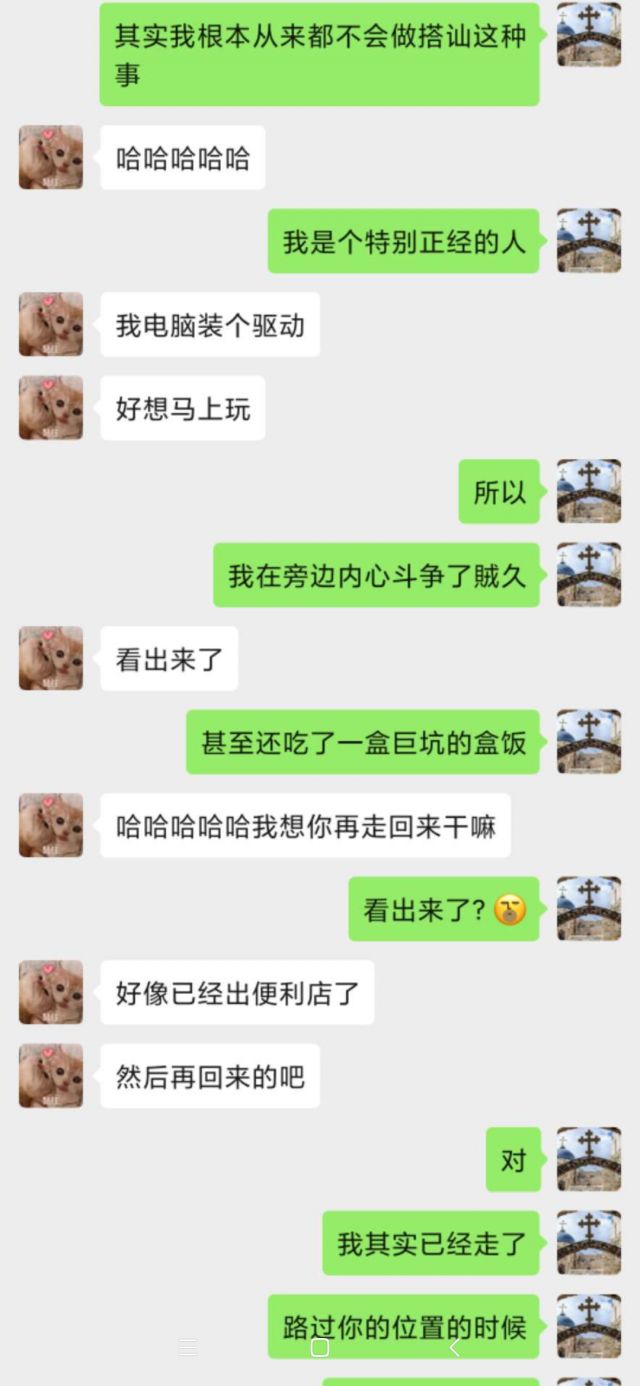 其实我根本从来都不会做搭讪这种
事
哈哈哈哈哈
我是个特别正经的人
我电脑装个驱动
好想马上玩
所以
我在旁边内心斗争了贼久
看出来了
甚至还吃了一盒巨坑的盒饭
哈哈哈哈哈我想你再走回来干嘛
看出来了?
好像已经出便利店了
然后再回来的吧
对
我其实已经走了
路过你的位置的时候